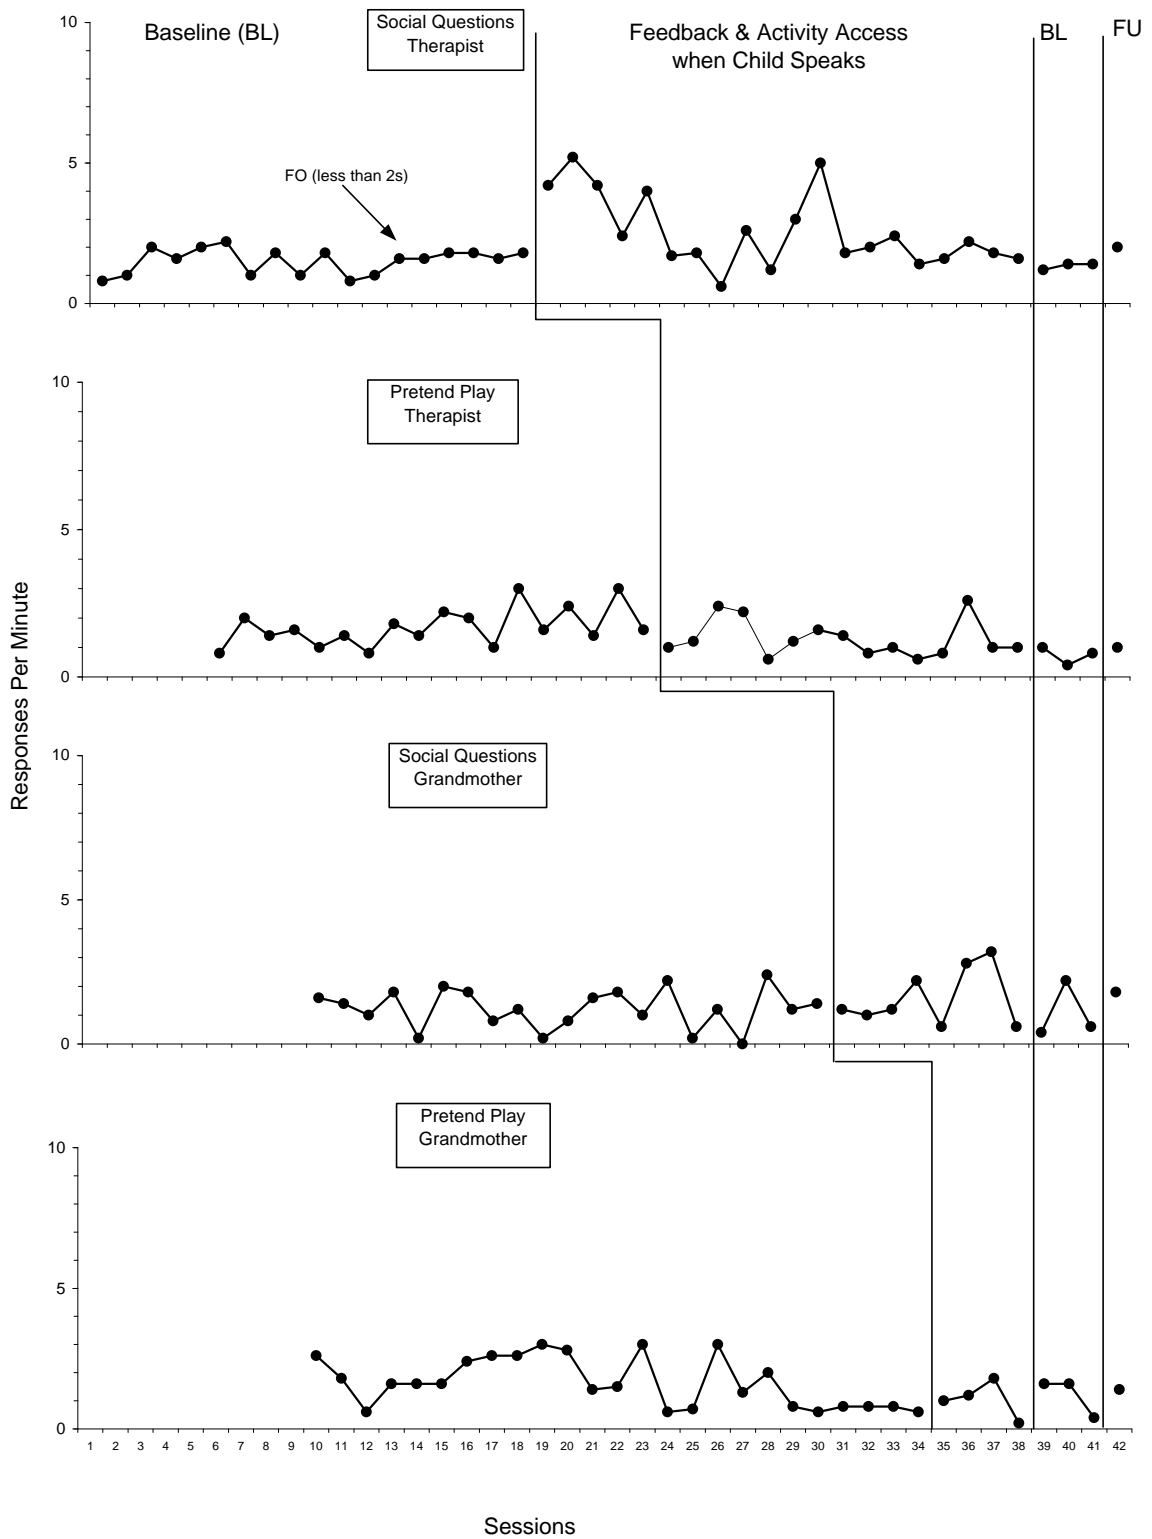 Baseline (BL)
Social Questions
Therapist
Feedback & Activity Access
when Child Speaks
BL
FU
10
5
0
FO (less than 2s)
Pretend Play
Therapist
10
5
0
Responses Per Minute
Social Questions
Grandmother
10
5
0
Pretend Play
Grandmother
10
5
0
1 2 3 4 5 6 7 8 9 10 11 12 13 14 15 16 17 18 19 20 21 22 23 24 25 26 27 28 29 30 31 32 33 34 35 36 37 38 39 40 41 42
Sessions